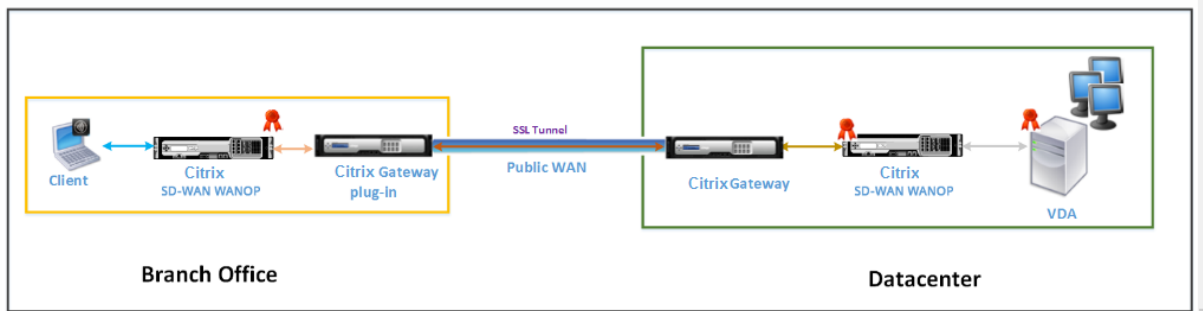 Client
Citrix
SD-WAN WANOP
Citrix Gateway
plug-in
SSL Tunnel
Public WAN
Citrix Gateway
Citrix
SD-WAN WANOP
VDA
Branch Office
Datacenter